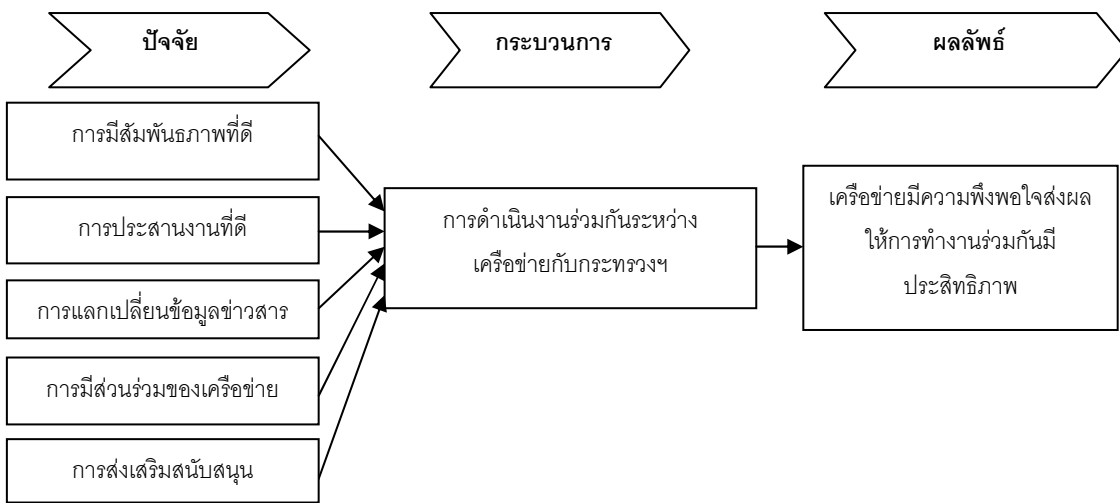 ปัจจัย
กระบวนการ
ผลลัพธ์
การมีสัมพันธภาพที่ดี
การประสานงานที่ดี
การแลกเปลี่ยนข้อมูลข่าวสาร
การมีส่วนร่วมของเครือข่าย
การส่งเสริมสนับสนุน
การดำเนินงานร่วมกันระหว่าง
เครือข่ายกับกระทรวงฯ
เครือข่ายมีความพึงพอใจส่งผล
ให้การทำงานร่วมกันมี
ประสิทธิภาพ